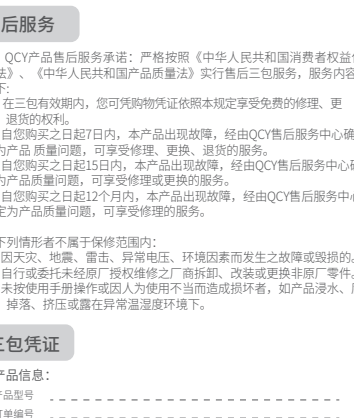 后服务
QCY产品售后服务承诺：严格按照《中华人民共和国消费者权益
法》、《中华人民共和国产品质量法》实行售后三包服务，服务内容
下:
在三包有效期内，您可凭购物凭证依照本规定享受免费的修理、更
退货的权利。
自您购买之日起7日内，本产品出现故障，经由QCY售后服务中心确
为产品 质量问题，可享受修理、更换、退货的服务。
自您购买之日起15日内，本产品出现故障，经由QCY售后服务中心
为产品质量问题，可享受修理或更换的服务。
自您购买之日起12个月内，本产品出现故障，经由QCY售后服务中
定为产品质量问题，可享受修理的服务。
下列情形者不属于保修范围内：
因天灾、地震、雷击、异常电压、环境因素而发生之故障或毁损的。
自行或委托未经原厂授权维修之厂商拆卸、改装或更换非原厂零件。
未按使用手册操作或因人为使用不当而造成损坏者，如产品浸水、
掉落、挤压或露在异常温湿度环境下。
三包凭证
产品信息：
产品型号
订单编号